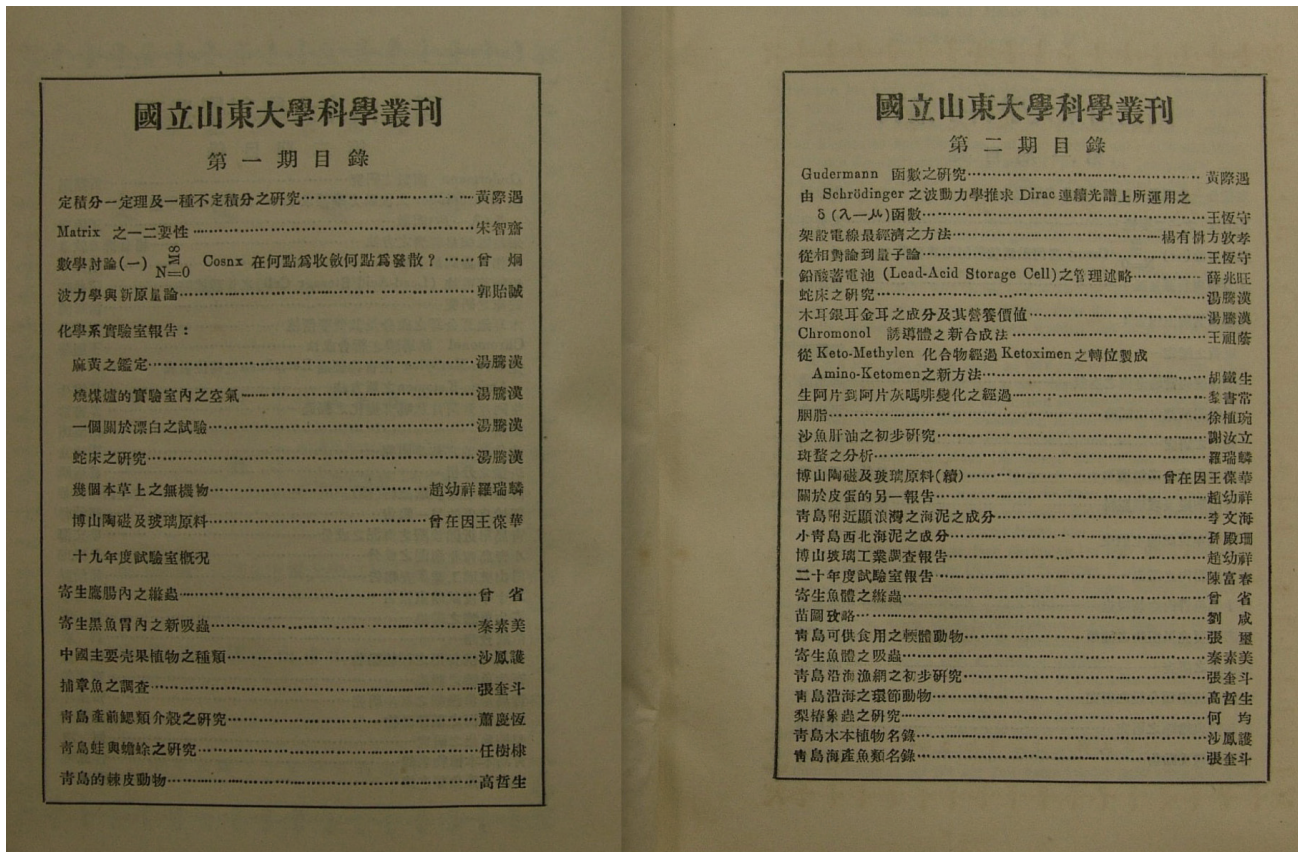 國立山東大學科學叢刊
第一期目錄
定積分一定理及一種不定積分之研究……………………黃際遇
Matrix 之一二要性……………………宋智齋
數學討論(一) ∞ Σ N=0 Cosnx 在何點爲收斂何點爲發散？……曾炯
波力學與新原量論……………………郭貽誠
化學系實驗室報告：
麻黃之鑑定……………………湯騰漢
燒煤爐的實驗室內之空氣……………………湯騰漢
一個關於漂白之試驗……………………湯騰漢
蛇床之研究……………………湯騰漢
幾個本草上之無機物……………………趙幼祥羅瑞麟
博山陶磁及玻璃原料……………………曾在因王葆華
十九年度試驗室概況
寄生鷹腸內之縧蟲……………………曾省
寄生黑魚胃內之新吸蟲……………………秦素美
中國主要壳果植物之種類……………………沙鳳護
捕章魚之調查……………………張奎斗
靑島產前鰓類介殼之研究……………………蕭慶恆
靑島蛙與蟾蜍之研究……………………任樹棣
靑島的棘皮動物……………………高哲生
國立山東大學科學叢刊
第二期目錄
Gudermann 函數之研究……………………黃際遇
由 Schrödinger 之波動力學推求 Dirac 連續光譜上所運用之
δ (λ—μ)函數……………………王恆守
架設電線最經濟之方法……………………楊有楙方敦孝
從相對論到量子論……………………王恆守
鉛酸蓄電池 (Lead-Acid Storage Cell)之管理述略……………………薛兆旺
蛇床之研究……………………湯騰漢
木耳銀耳金耳之成分及其營養價值……………………湯騰漢
Chromonol 誘導體之新合成法……………………王祖蔭
從 Keto-Methylen 化合物經過 Ketoximen 之轉位製成
Amino-Ketomen 之新方法……………………胡鐵生
生阿片到阿片灰嗎啡變化之經過……………………黎書常
胭脂……………………徐植琬
沙魚肝油之初步研究……………………謝汝立
斑蝥之分析……………………羅瑞麟
博山陶磁及玻璃原料(續)……………………曾在因王葆華
關於皮蛋的另一報告……………………趙幼祥
靑島附近顯浪灣之海泥之成分……………………李文海
小靑島西北海泥之成分……………………殿珊
博山玻璃工業調查報告……………………趙幼祥
二十年度試驗室報告……………………陳富春
寄生魚體之縧蟲……………………曾省
苗圃攷略……………………劉咸
靑島可供食用之軟體動物……………………張璽
寄生魚體之吸蟲……………………秦素美
靑島沿海漁網之初步研究……………………張奎斗
靑島沿海之環節動物……………………高哲生
梨椿象蟲之研究……………………何均
靑島木本植物名錄……………………沙鳳護
靑島海產魚類名錄……………………張奎斗